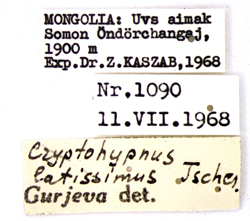 MONGOLIA: Uvs aimak
Somon Öndörchangaj,
1900 m
Exp.Dr.Z.KASZAB,1968
Nr.1090
11.VII.1968
Cryptohypnus
latissimus Tscher
Gurjeva det.